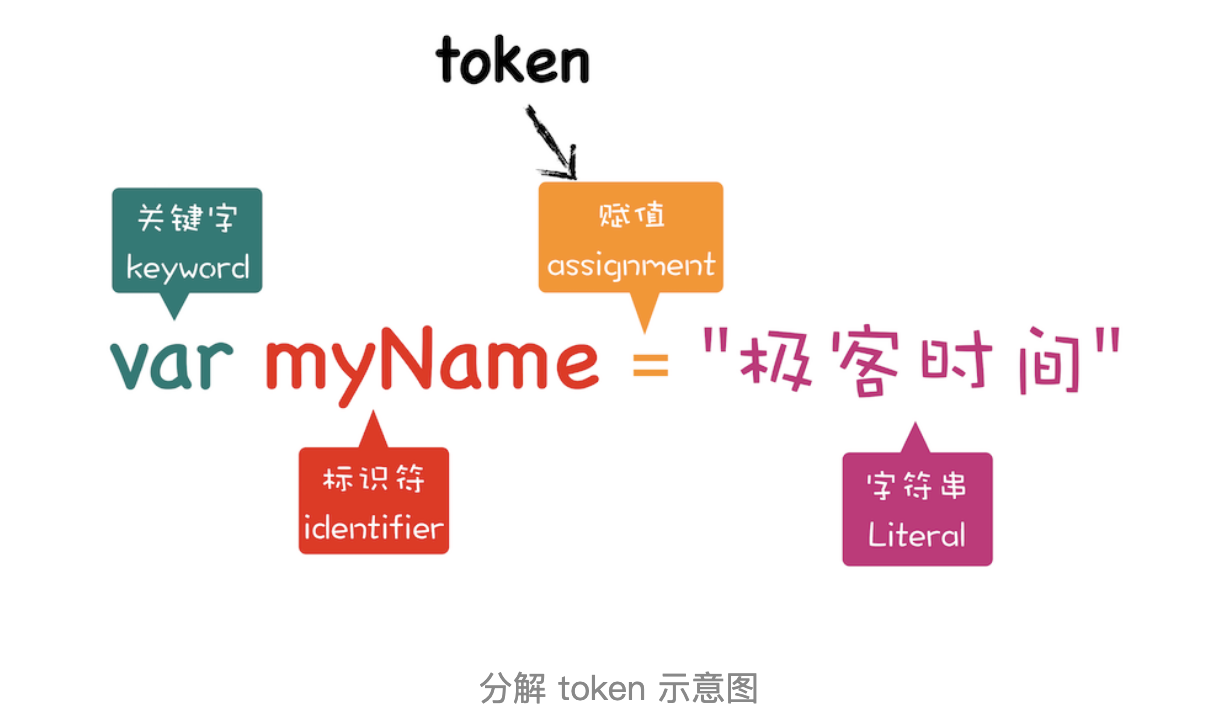 token
关键字
keyword
赋值
assignment
var myName = "极客时间"
标识符
identifier
字符串
Literal
分解 token 示意图